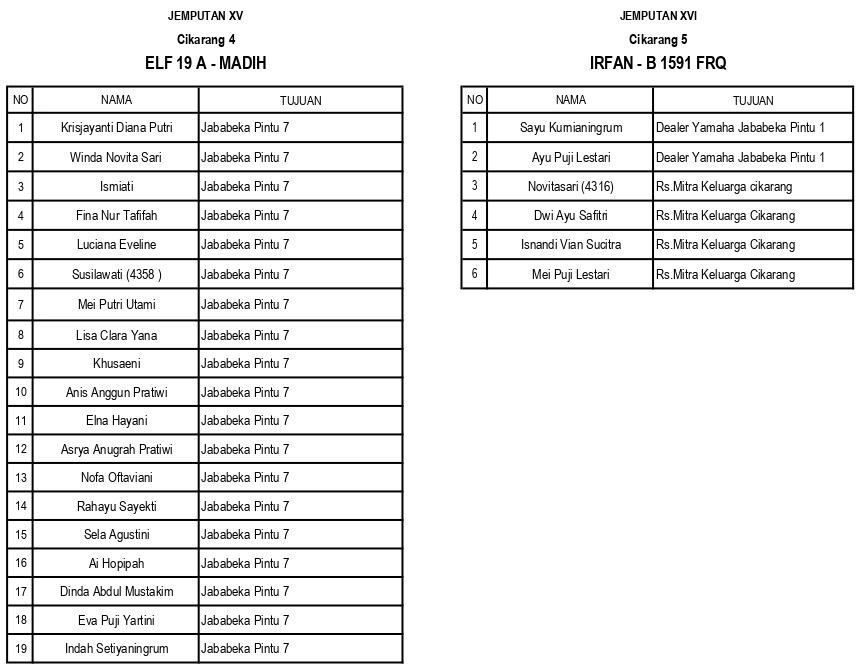 JEMPUTAN XV
Cikarang 4
ELF 19 A - MADIH
NO NAMA TUJUAN
1 Krisjayanti Diana Putri Jababeka Pintu 7
2 Winda Novita Sari Jababeka Pintu 7
3 Ismiati Jababeka Pintu 7
4 Fina Nur Tafifah Jababeka Pintu 7
5 Luciana Eveline Jababeka Pintu 7
6 Susilawati (4358 ) Jababeka Pintu 7
7 Mei Putri Utami Jababeka Pintu 7
8 Lisa Clara Yana Jababeka Pintu 7
9 Khusaeni Jababeka Pintu 7
10 Anis Anggun Pratiwi Jababeka Pintu 7
11 Elna Hayani Jababeka Pintu 7
12 Asrya Anugrah Pratiwi Jababeka Pintu 7
13 Nofa Oftaviani Jababeka Pintu 7
14 Rahayu Sayekti Jababeka Pintu 7
15 Sela Agustini Jababeka Pintu 7
16 Ai Hopipah Jababeka Pintu 7
17 Dinda Abdul Mustakim Jababeka Pintu 7
18 Eva Puji Yartini Jababeka Pintu 7
19 Indah Setiyaningrum Jababeka Pintu 7
JEMPUTAN XVI
Cikarang 5
IRFAN - B 1591 FRQ
NO NAMA TUJUAN
1 Sayu Kurnianingrum Dealer Yamaha Jababeka Pintu 1
2 Ayu Puji Lestari Dealer Yamaha Jababeka Pintu 1
3 Novitasari (4316) Rs.Mitra Keluarga cikarang
4 Dwi Ayu Safitri Rs.Mitra Keluarga Cikarang
5 Isnandi Vian Sucitra Rs.Mitra Keluarga Cikarang
6 Mei Puji Lestari Rs.Mitra Keluarga Cikarang